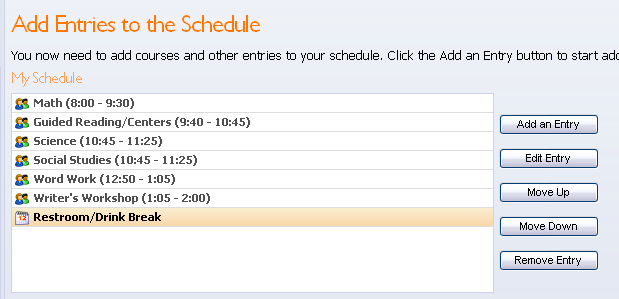 Add Entries to the Schedule
You now need to add courses and other entries to your schedule. Click the Add an Entry button to start
My Schedule
Math (8:00 - 9:30)
Guided Reading/Centers (9:40 - 10:45)
Science (10:45 - 11:25)
Social Studies (10:45 - 11:25)
Word Work (12:50 - 1:05)
Writer's Workshop (1:05 - 2:00)
12 Restroom/Drink Break
Add an Entry
Edit Entry
Move Up
Move Down
Remove Entry